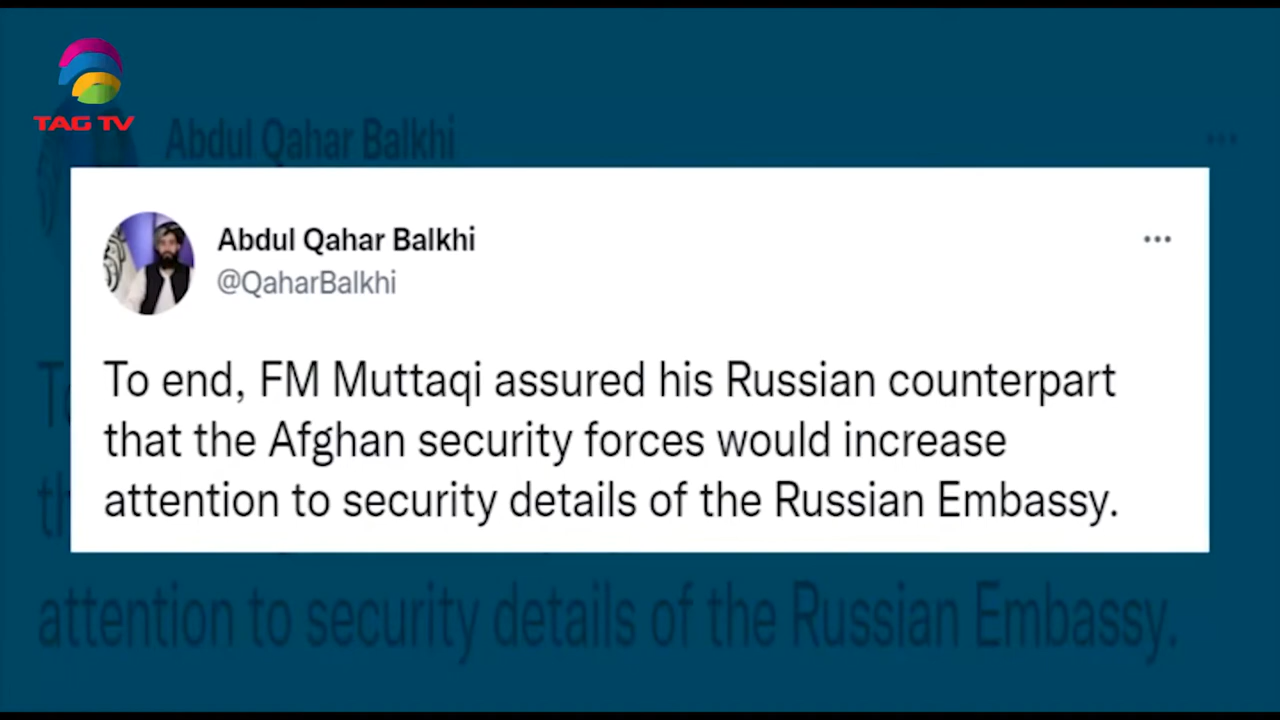 TAG TV
Abdul Qahar Balkhi
Abdul Qahar Balkhi
@QaharBalkhi
To end, FM Muttaqi assured his Russian counterpart
that the Afghan security forces would increase
attention to security details of the Russian Embassy.
attention to security details of the Russian Embassy.